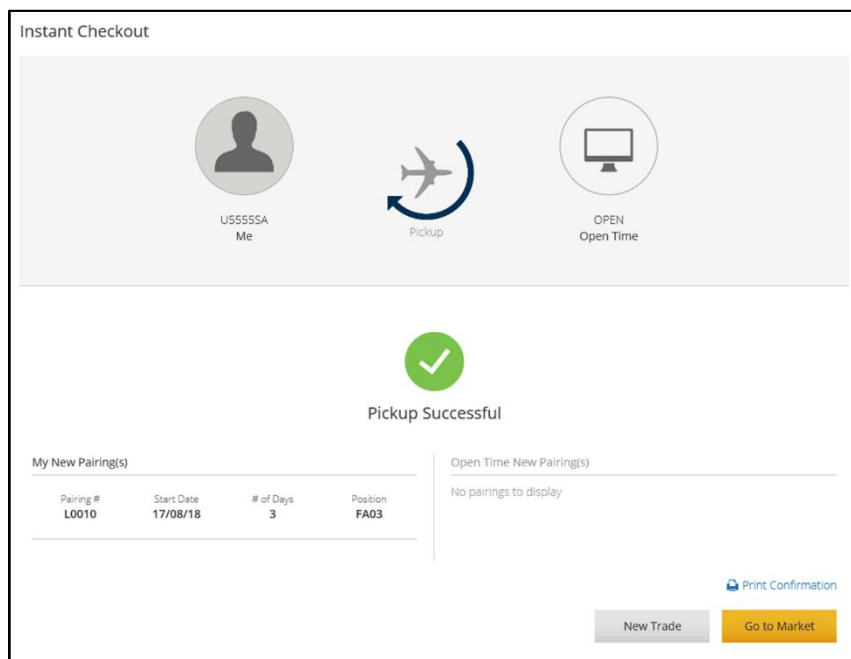 Instant Checkout
U5555SA
Me
Pickup
OPEN
Open Time
Pickup Successful
My New Pairing(s)
Pairing # Start Date # of Days Position
L0010 17/08/18 3 FA03
Open Time New Pairing(s)
No pairings to display
Print Confirmation
New Trade Go to Market